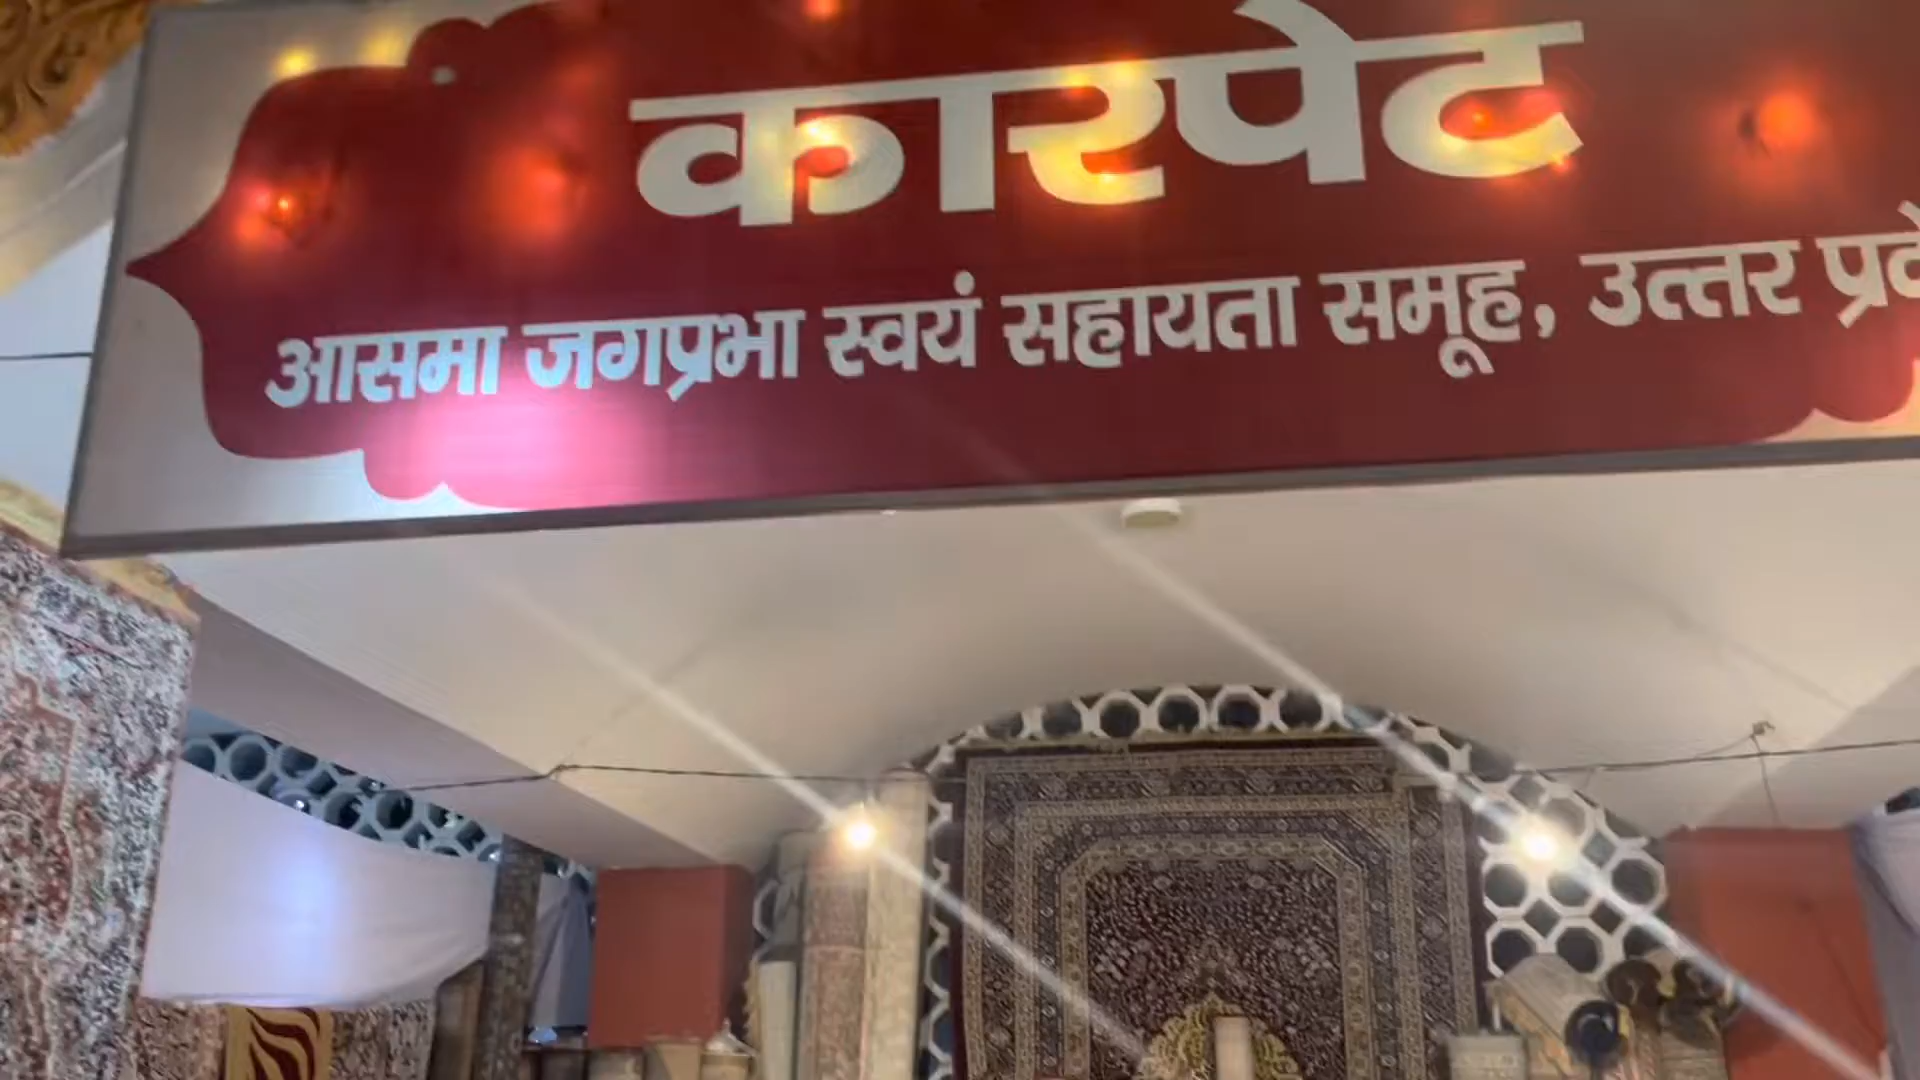 कारपेट
आसमा जगप्रभा स्वयं सहायता समूह, उत्तर